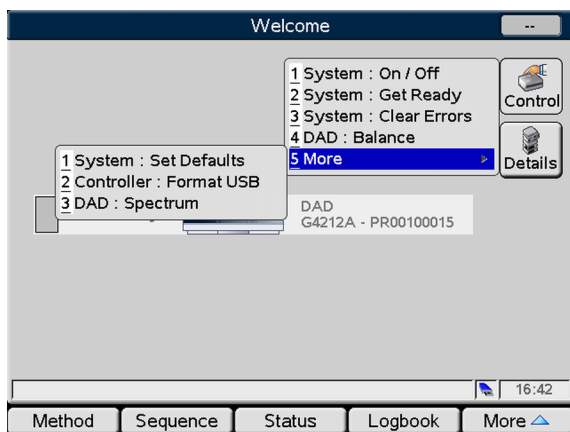 Welcome
--
1 System : On / Off
2 System : Get Ready
3 System : Clear Errors
4 DAD : Balance
5 More
Control
Details
1 System : Set Defaults
2 Controller : Format USB
3 DAD : Spectrum
DAD
G4212A - PR00100015
16:42
Method
Sequence
Status
Logbook
More